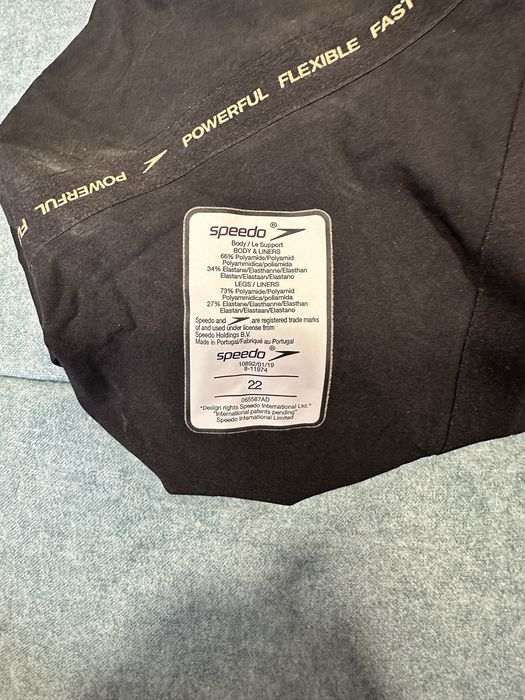 POWERFUL FLEXIBLE FAST
POWERFUL
speedo®
Body / Le Support
BODY & LINERS
66% Polyamide/Polyamid
Polyammidica/poliamida
34% Elastane/Elasthanne/Elasthan
Elastan/Elastaan/Elastano
LEGS / LINERS
73% Polyamide/Polyamid
Polyammidica/poliamida
27% Elastane/Elasthanne/Elasthan
Elastan/Elastaan/Elastano
Speedo and are registered trade marks
of and used under license from
Speedo Holdings B.V.
Made in Portugal/Fabriqué au Portugal
speedo®
10892/01/19
8-11974
22
065587AD
"Design rights Speedo International Ltd."
"International patents pending"
Speedo International Limited